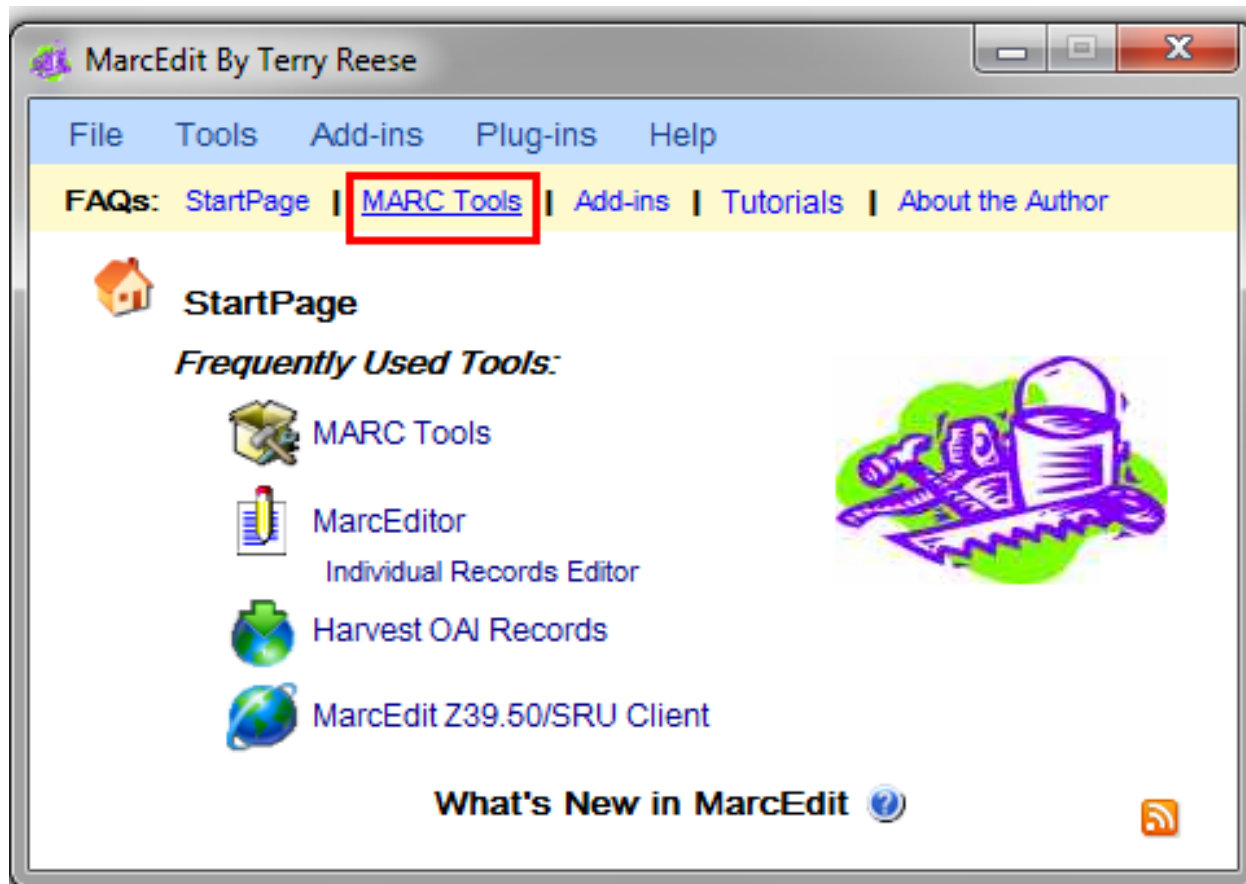 MarcEdit By Terry Reese
File Tools Add-ins Plug-ins Help
FAQs: StartPage | MARC Tools | Add-ins | Tutorials | About the Author
StartPage
Frequently Used Tools:
MARC Tools
MarcEditor
Individual Records Editor
Harvest OAI Records
MarcEdit Z39.50/SRU Client
What's New in MarcEdit